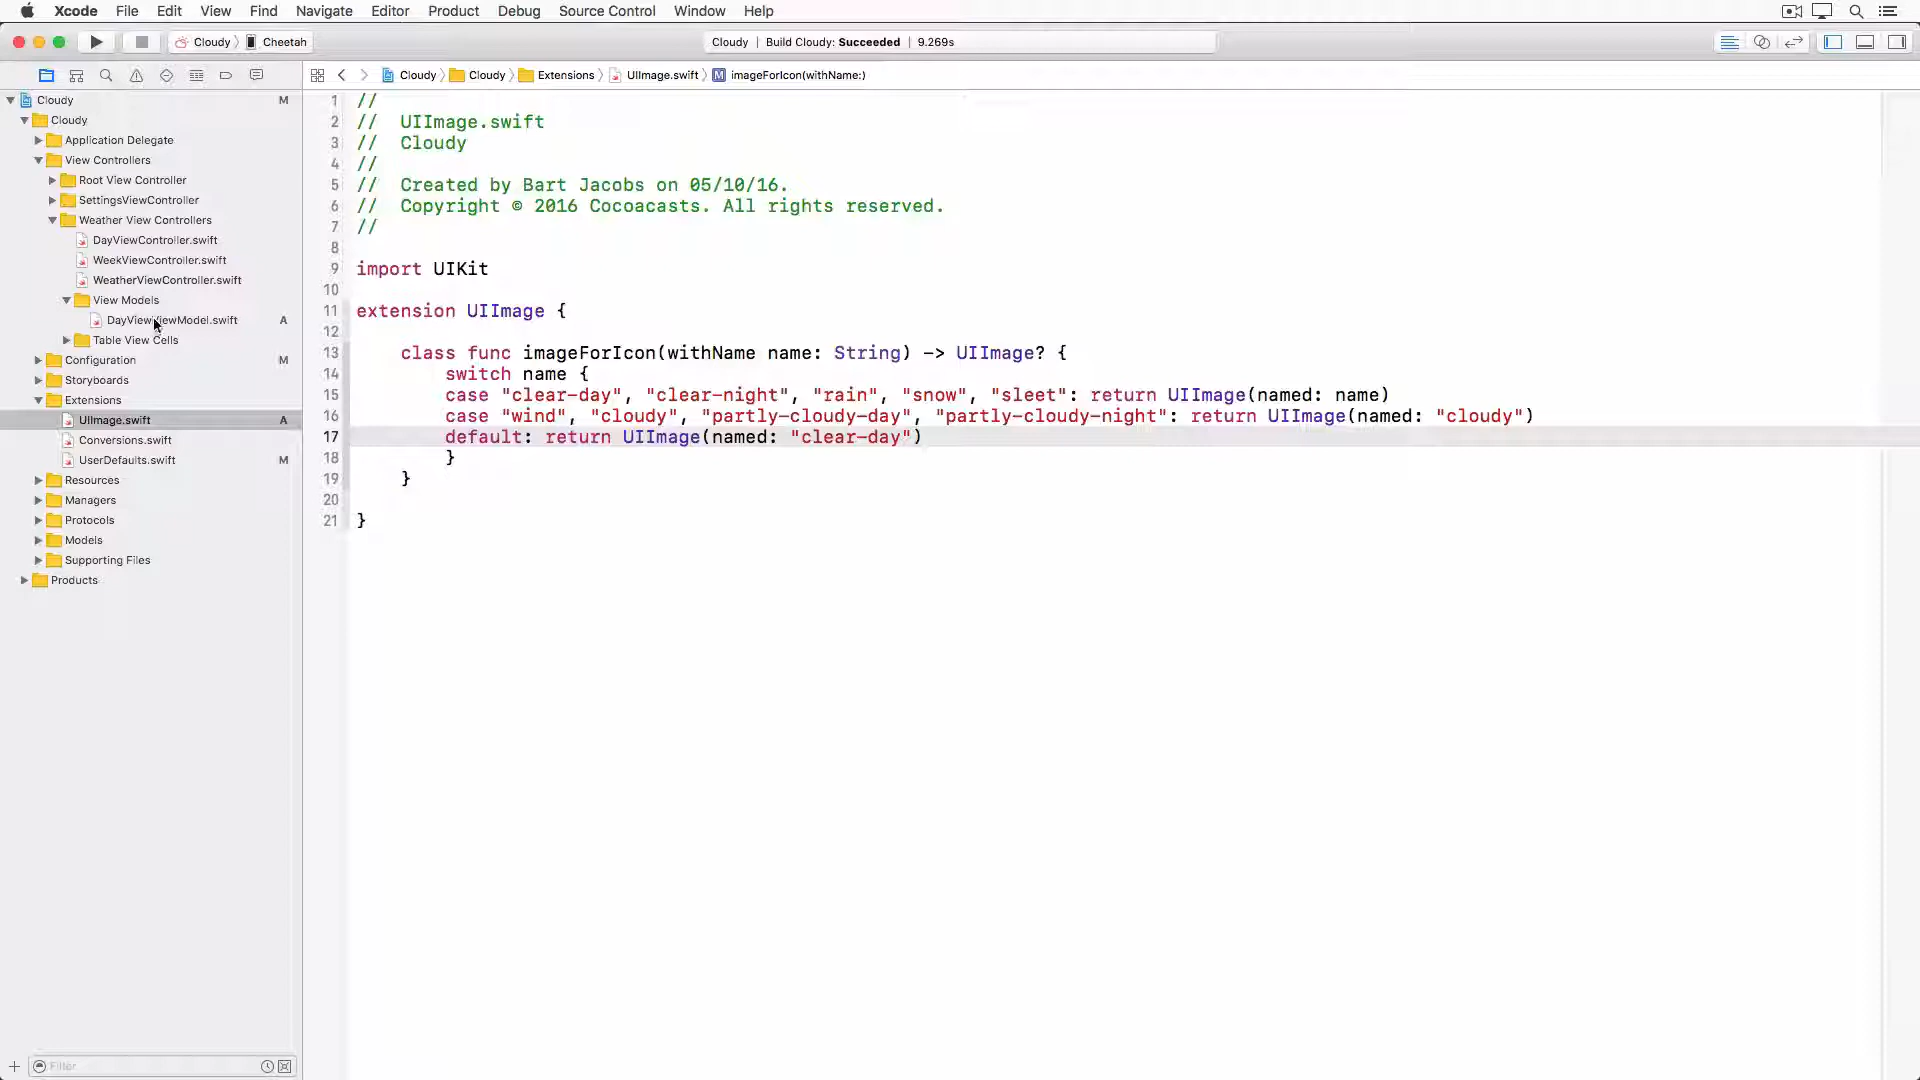 Xcode File Edit View Find Navigate Editor Product Debug Source Control Window Help
Cloudy Cheetah Cloudy | Build Cloudy: Succeeded | 9.269s
Cloudy Cloudy Extensions UIImage.swift M imageForIcon(withName:)
Cloudy M
Cloudy
Application Delegate
View Controllers
Root View Controller
SettingsViewController
Weather View Controllers
DayViewController.swift
WeekViewController.swift
WeatherViewController.swift
View Models
DayViewViewModel.swift A
Table View Cells
Configuration M
Storyboards
Extensions
UIImage.swift A
Conversions.swift
UserDefaults.swift M
Resources
Managers
Protocols
Models
Supporting Files
Products
Filter
1 //
2 //  UIImage.swift
3 //  Cloudy
4 //
5 //  Created by Bart Jacobs on 05/10/16.
6 //  Copyright © 2016 Cocoacasts. All rights reserved.
7 //
8
9 import UIKit
10
11 extension UIImage {
12
13     class func imageForIcon(withName name: String) -> UIImage? {
14         switch name {
15         case "clear-day", "clear-night", "rain", "snow", "sleet": return UIImage(named: name)
16         case "wind", "cloudy", "partly-cloudy-day", "partly-cloudy-night": return UIImage(named: "cloudy")
17         default: return UIImage(named: "clear-day")
18         }
19     }
20
21 }